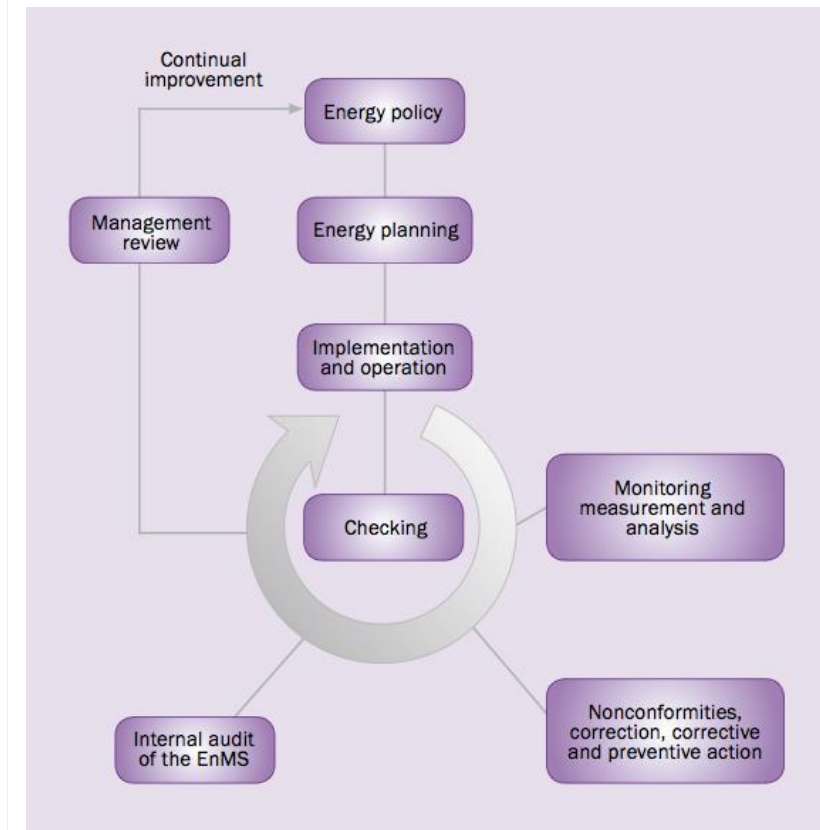 Continual
improvement
Energy policy
Management
review
Energy planning
Implementation
and operation
Checking
Monitoring
measurement and
analysis
Nonconformities,
correction, corrective
and preventive action
Internal audit
of the EnMS